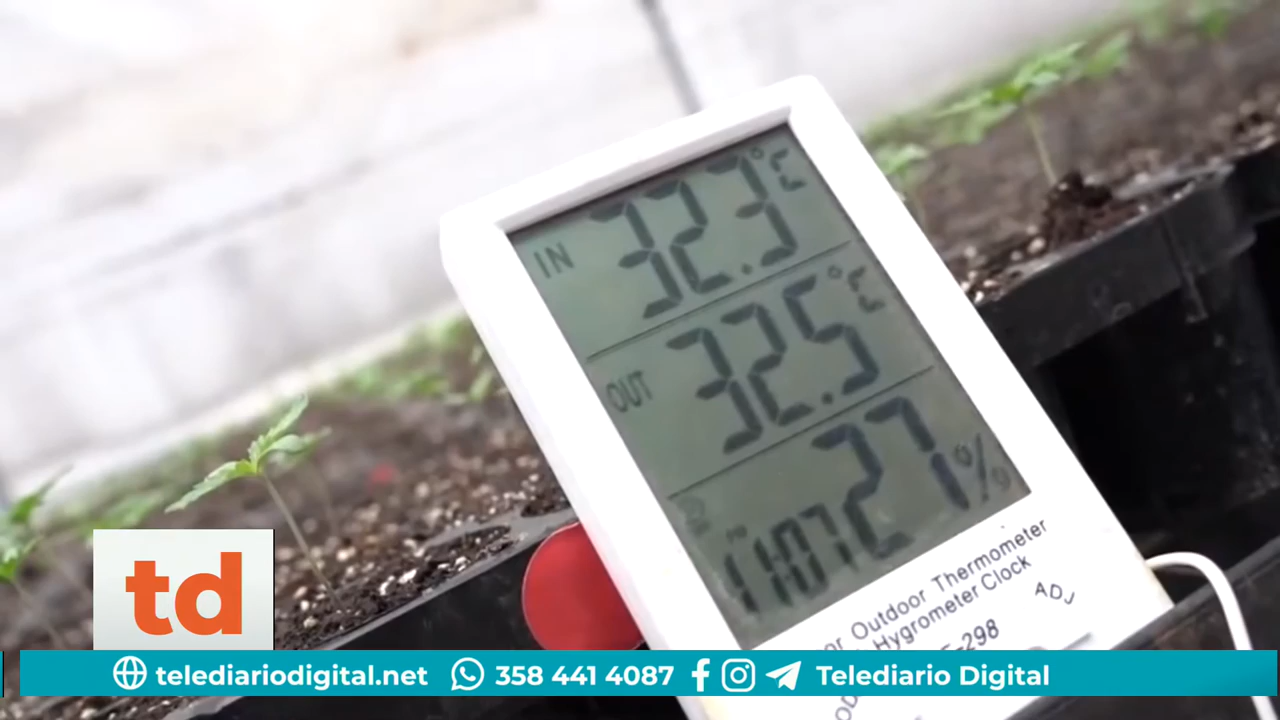 IN 32.3 °C
OUT 32.5 °C
27 %
Outdoor Thermometer
Hygrometer Clock
ADJ
td
telediariodigital.net 358 441 4087 Telediario Digital